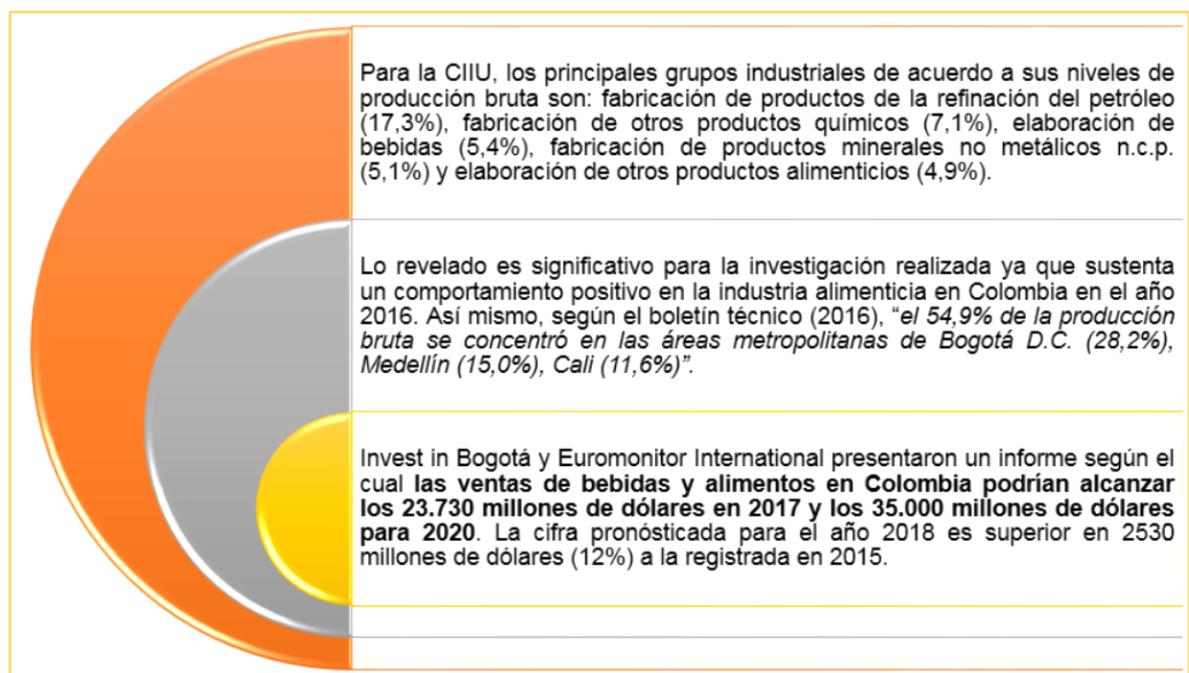 Para la CIIU, los principales grupos industriales de acuerdo a sus niveles de
producción bruta son: fabricación de productos de la refinación del petróleo
(17,3%), fabricación de otros productos químicos (7,1%), elaboración de
bebidas (5,4%), fabricación de productos minerales no metálicos n.c.p.
(5,1%) y elaboración de otros productos alimenticios (4,9%).
Lo revelado es significativo para la investigación realizada ya que sustenta
un comportamiento positivo en la industria alimenticia en Colombia en el año
2016. Así mismo, según el boletín técnico (2016), “el 54,9% de la producción
bruta se concentró en las áreas metropolitanas de Bogotá D.C. (28,2%),
Medellín (15,0%), Cali (11,6%)”.
Invest in Bogotá y Euromonitor International presentaron un informe según el
cual las ventas de bebidas y alimentos en Colombia podrían alcanzar
los 23.730 millones de dólares en 2017 y los 35.000 millones de dólares
para 2020. La cifra pronósticada para el año 2018 es superior en 2530
millones de dólares (12%) a la registrada en 2015.